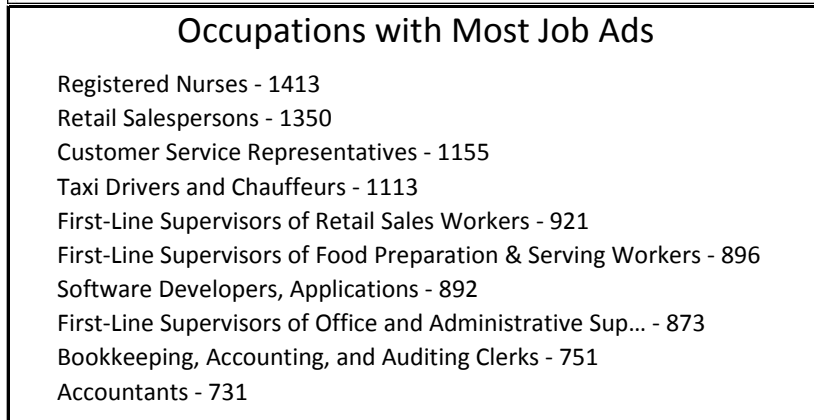 Occupations with Most Job Ads
Registered Nurses - 1413
Retail Salespersons - 1350
Customer Service Representatives - 1155
Taxi Drivers and Chauffeurs - 1113
First-Line Supervisors of Retail Sales Workers - 921
First-Line Supervisors of Food Preparation & Serving Workers - 896
Software Developers, Applications - 892
First-Line Supervisors of Office and Administrative Sup… - 873
Bookkeeping, Accounting, and Auditing Clerks - 751
Accountants - 731